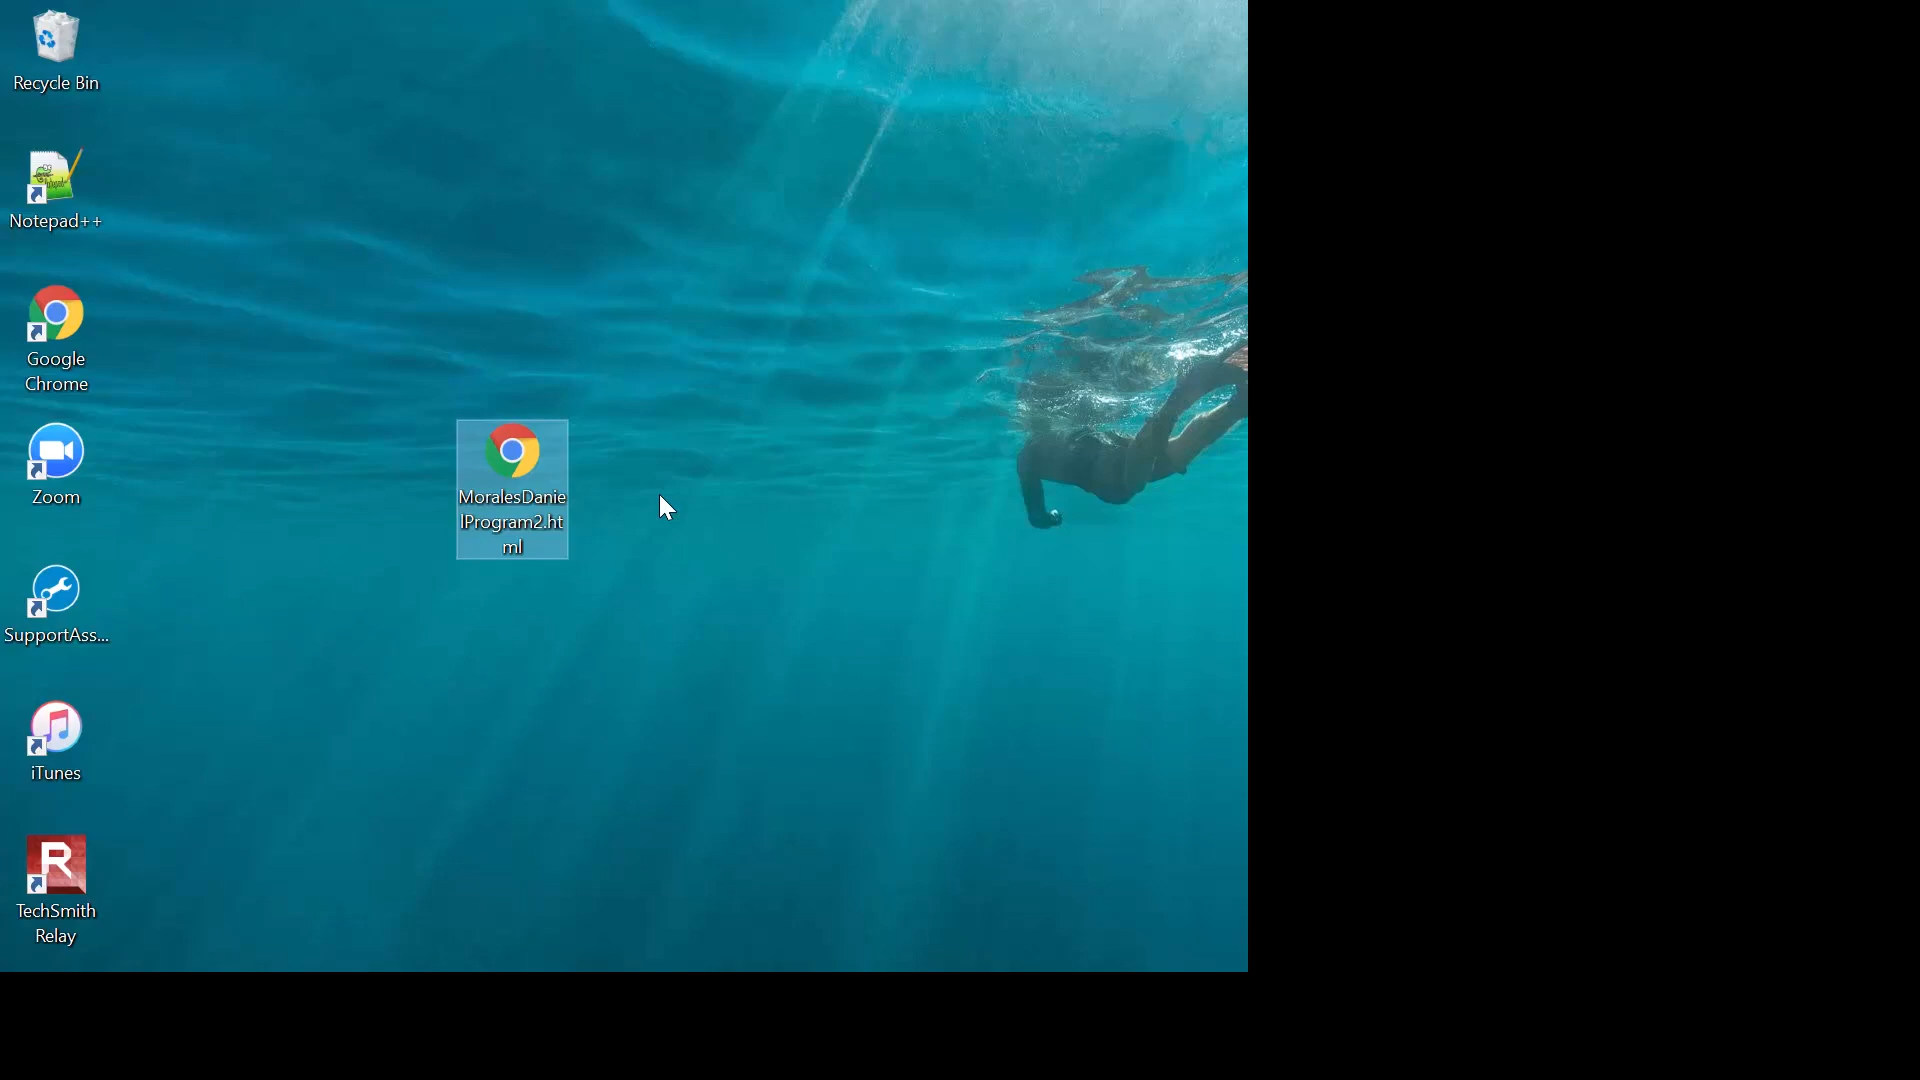 Recycle Bin
Notepad++
Google
Chrome
Zoom
MoralesDanie
lProgram2.ht
ml
SupportAss...
iTunes
R
TechSmith
Relay